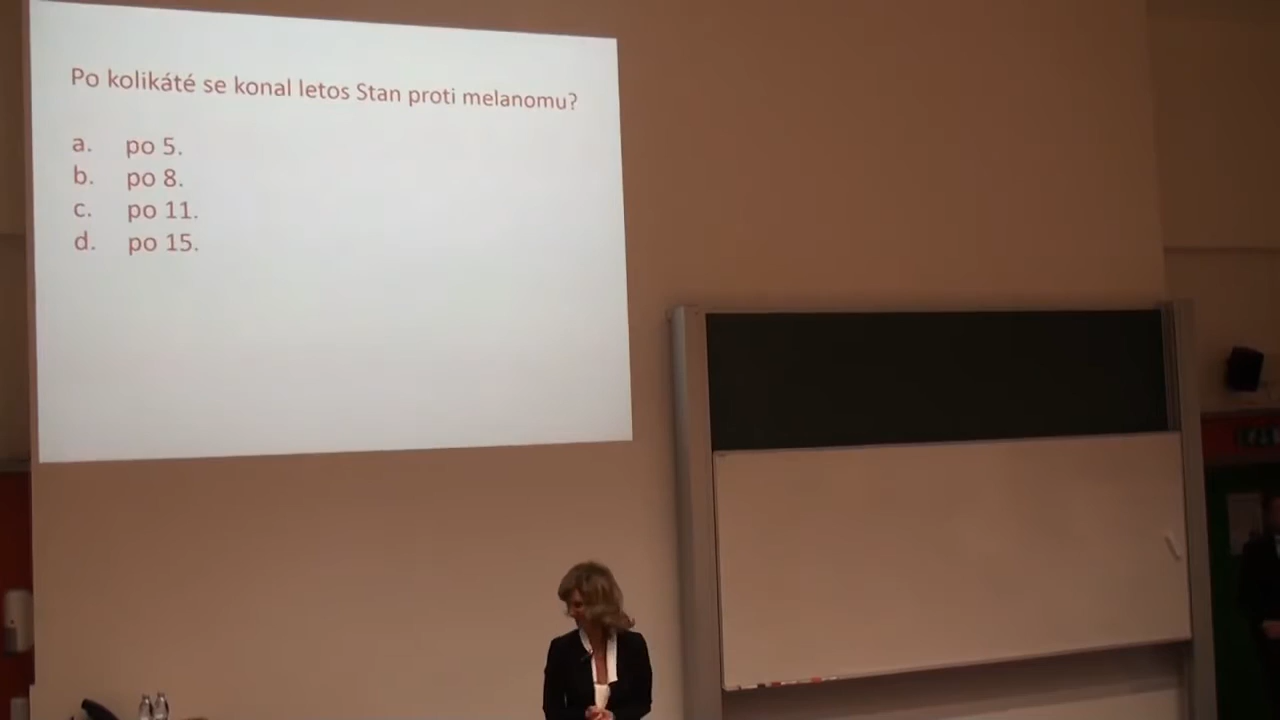 Po kolikáté se konal letos Stan proti melanomu?
a. po 5.
b. po 8.
c. po 11.
d. po 15.